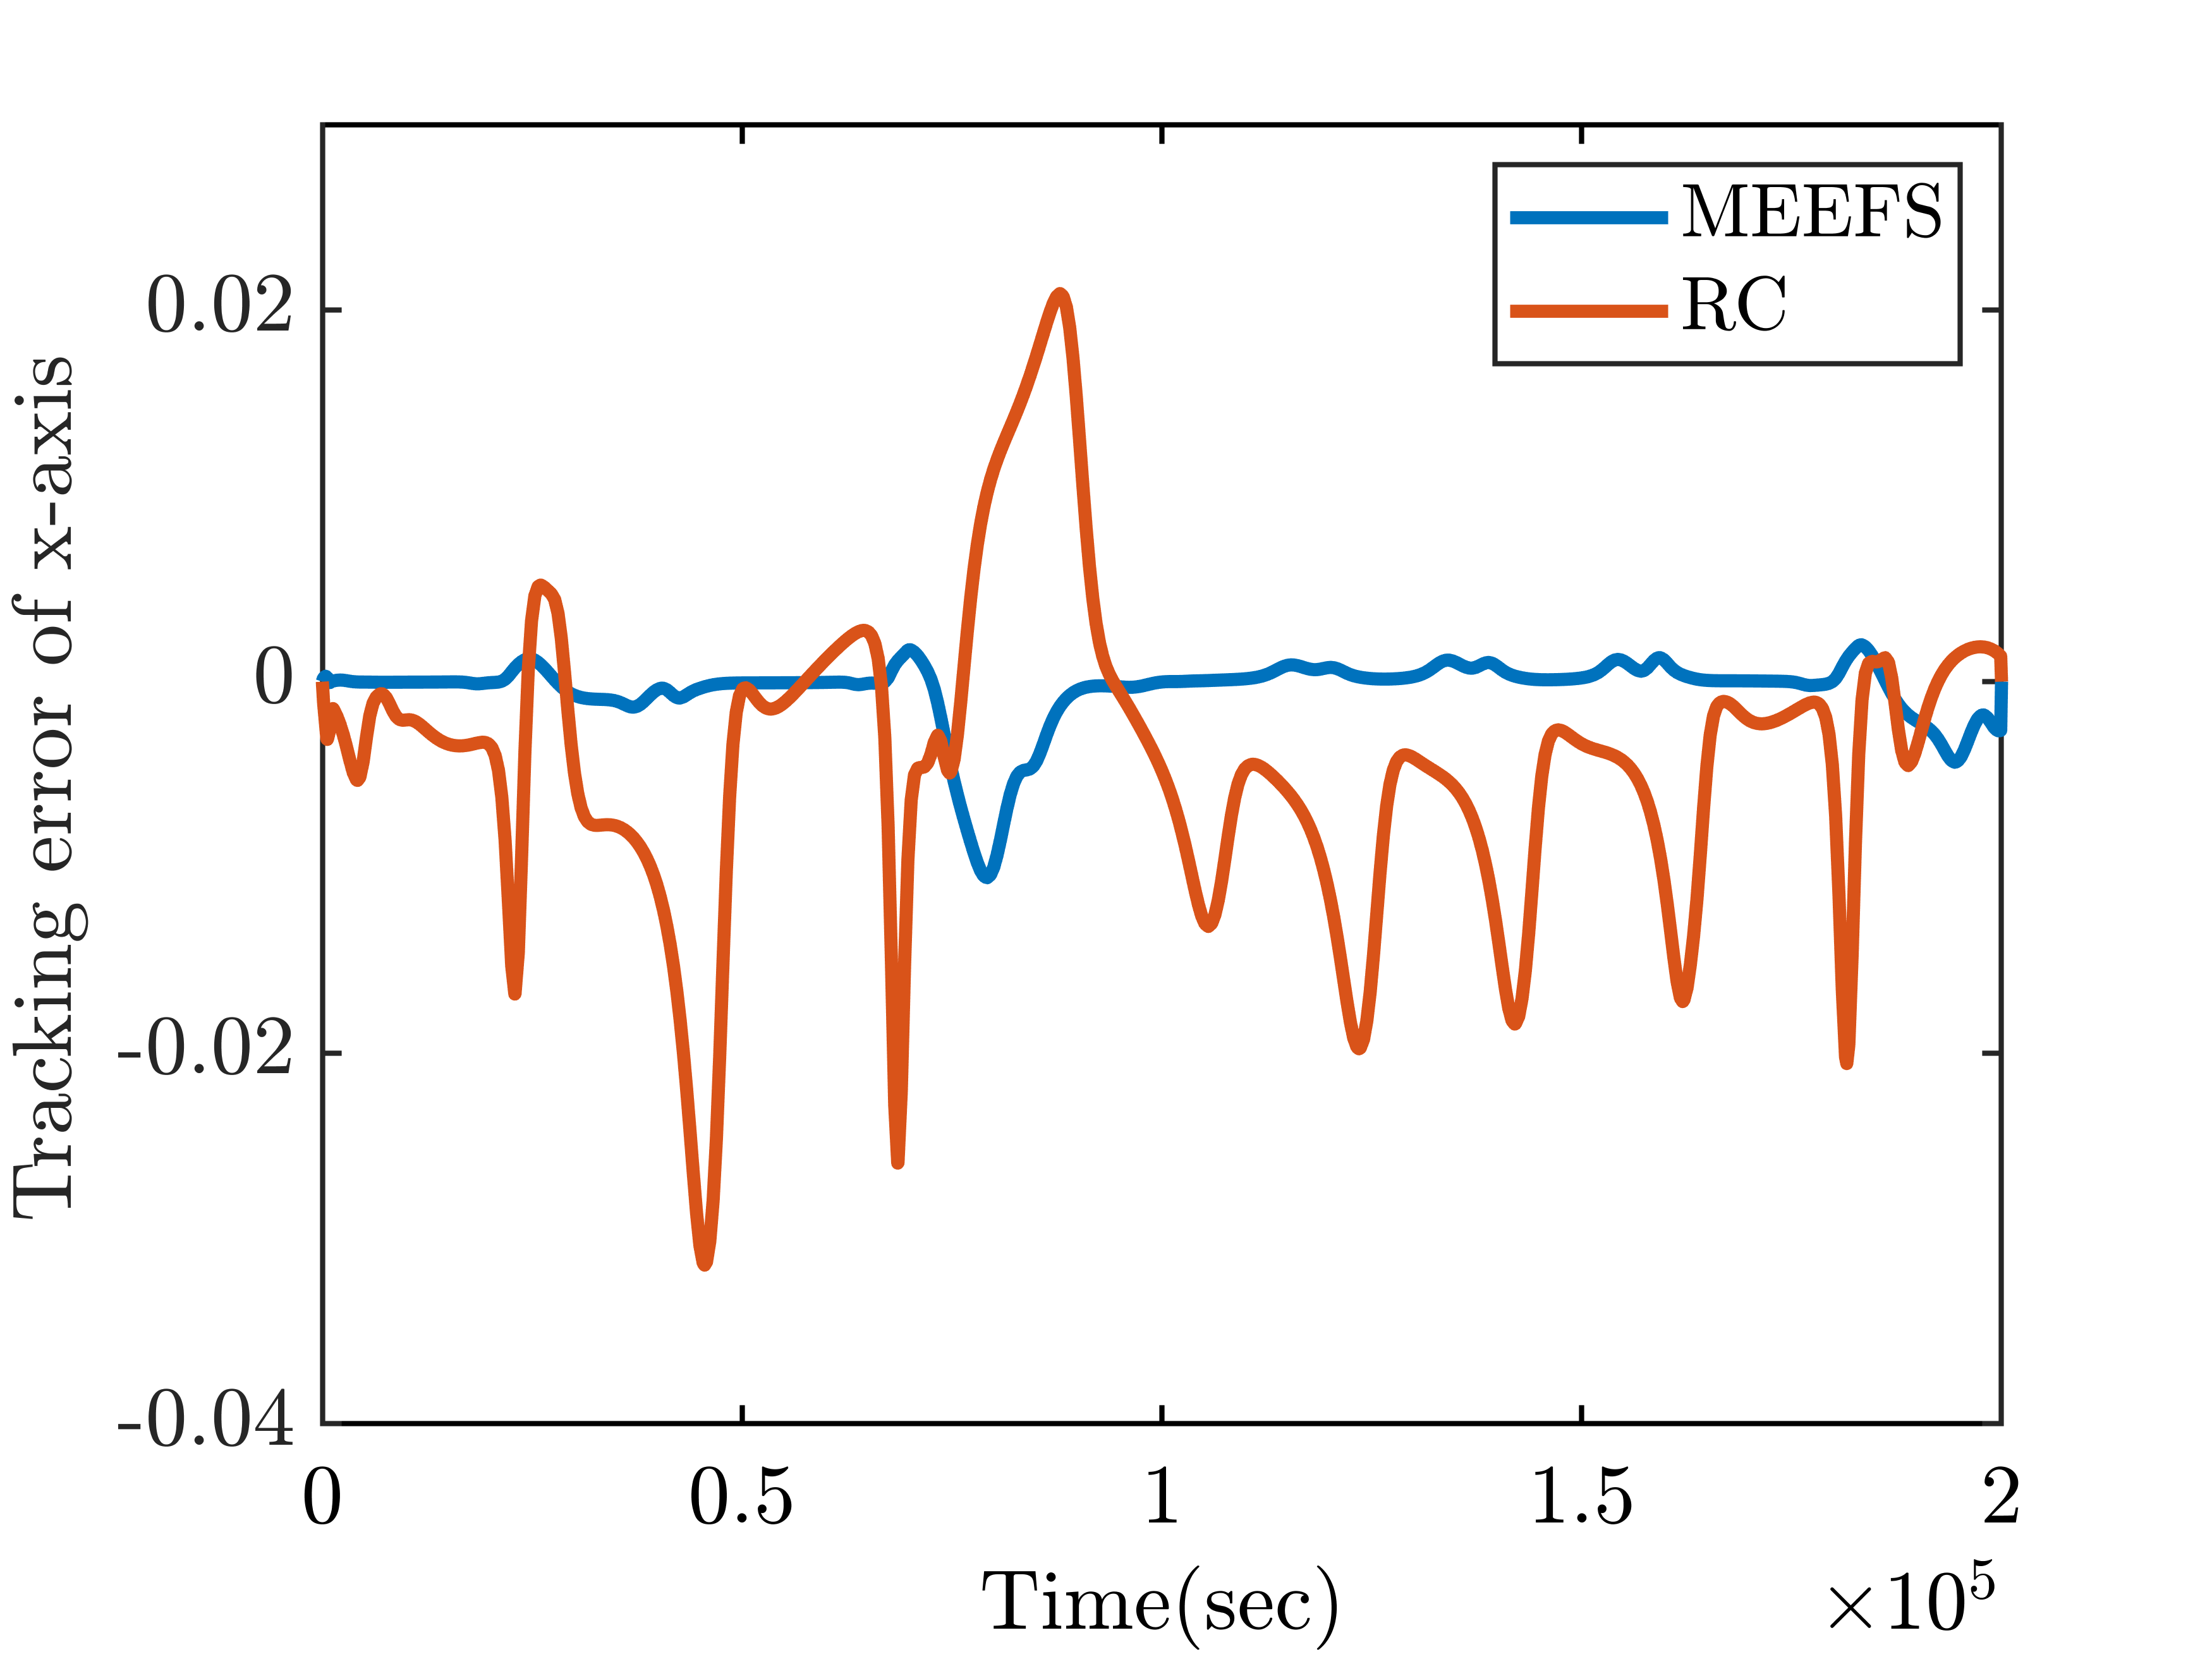 MEEFS
RC
0.02
0
-0.02
-0.04
Tracking error of x-axis
0
0.5
1
1.5
2
Time(sec)
×10⁵